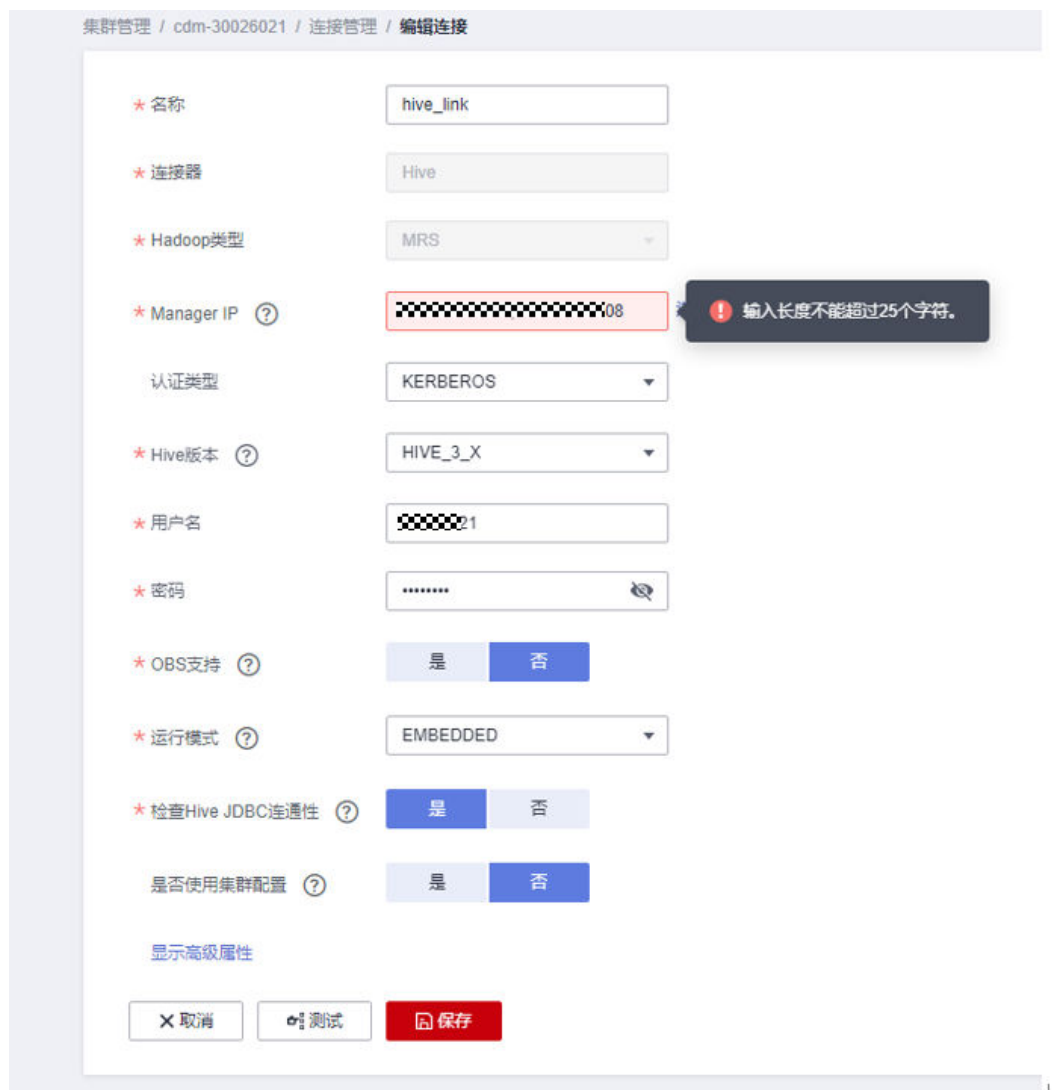 集群管理 / cdm-30026021 / 连接管理 / 编辑连接
* 名称 hive_link
* 连接器 Hive
* Hadoop类型 MRS
* Manager IP ? 08 ! 输入长度不能超过25个字符。
认证类型 KERBEROS
* Hive版本 ? HIVE_3_X
* 用户名 21
* 密码 ••••••••
* OBS支持 ? 是 否
* 运行模式 ? EMBEDDED
* 检查Hive JDBC连通性 ? 是 否
是否使用集群配置 ? 是 否
显示高级属性
取消 测试 保存